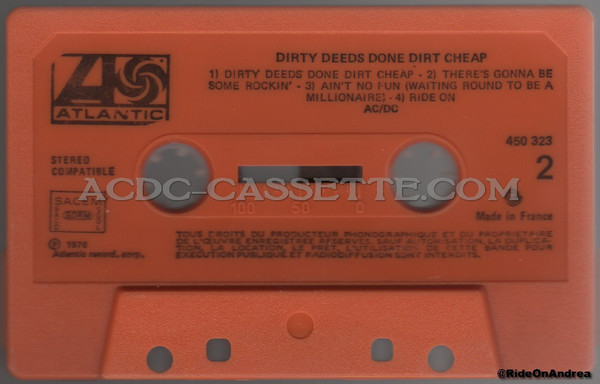 DIRTY DEEDS DONE DIRT CHEAP
1) DIRTY DEEDS DONE DIRT CHEAP - 2) THERE'S GONNA BE
SOME ROCKIN' - 3) AIN'T NO FUN (WAITING ROUND TO BE A
MILLIONAIRE) - 4) RIDE ON
AC/DC
ATLANTIC
450 323
STEREO
COMPATIBLE
2
ACDC-CASSETTE.COM
SACEM
SDRM
100 50 0
Made in France
℗ 1976
Atlantic record. corp.
TOUS DROITS DU PRODUCTEUR PHONOGRAPHIQUE ET DU PROPRIETAIRE
DE L'ŒUVRE ENREGISTREE RESERVES. SAUF AUTORISATION, LA DUPLICA-
TION, LA LOCATION, LE PRET, L'UTILISATION DE CETTE BANDE POUR
EXECUTION PUBLIQUE ET RADIODIFFUSION SONT INTERDITS.
@RideOnAndrea